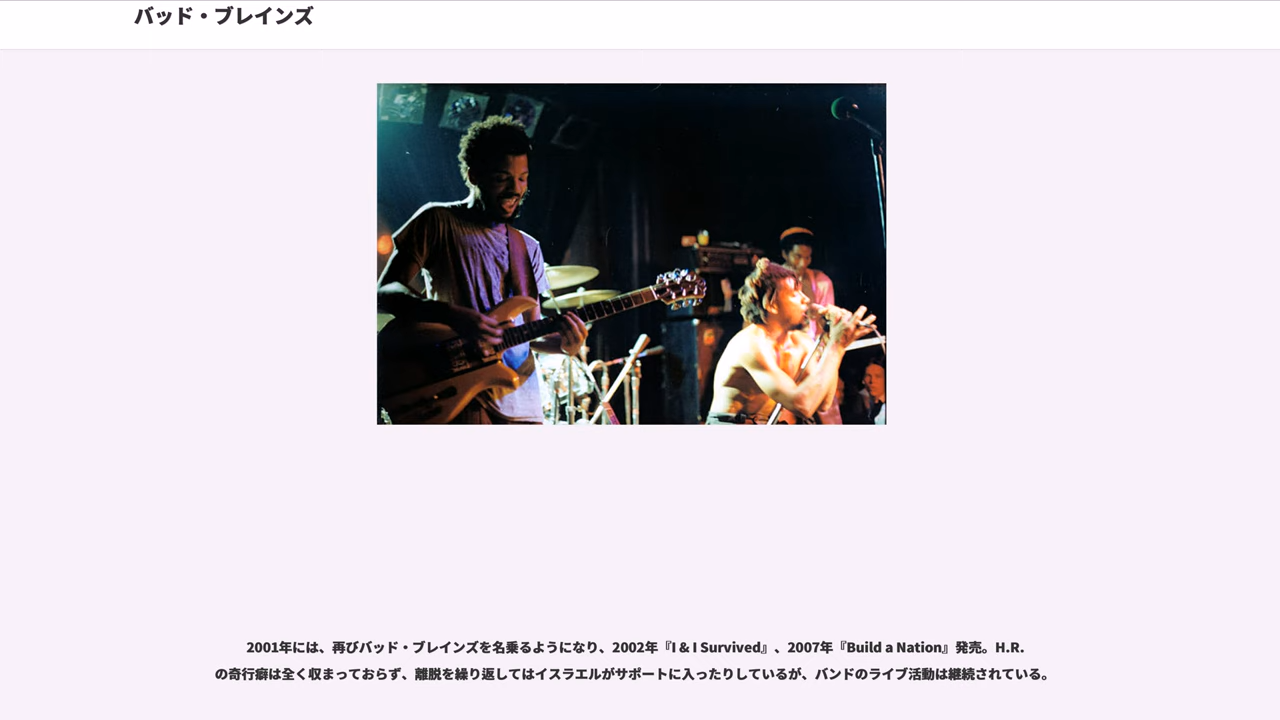 バッド・ブレインズ
2001年には、再びバッド・ブレインズを名乗るようになり、2002年『I & I Survived』、2007年『Build a Nation』発売。H.R.
の奇行癖は全く収まっておらず、離脱を繰り返してはイスラエルがサポートに入ったりしているが、バンドのライブ活動は継続されている。